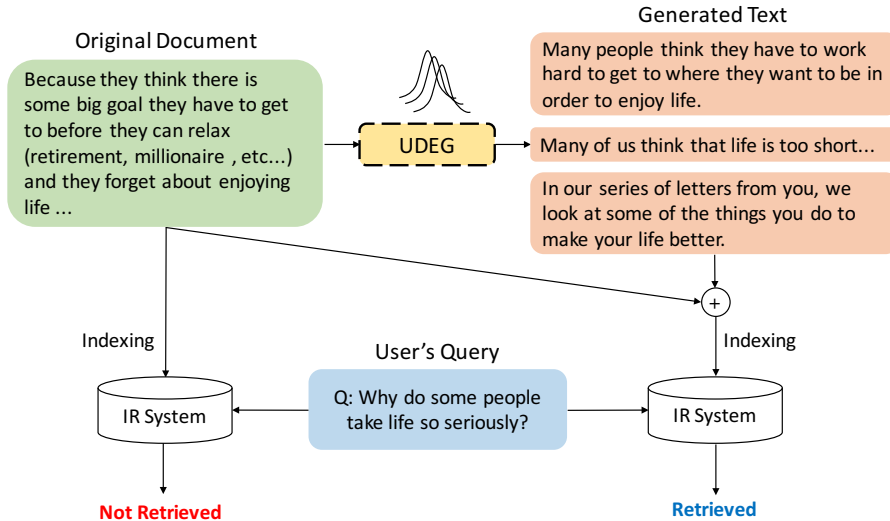 Original Document
Because they think there is
some big goal they have to get
to before they can relax
(retirement, millionaire , etc...)
and they forget about enjoying
life ...
UDEG
Generated Text
Many people think they have to work
hard to get to where they want to be in
order to enjoy life.
Many of us think that life is too short...
In our series of letters from you, we
look at some of the things you do to
make your life better.
+
Indexing
Indexing
User's Query
Q: Why do some people
take life so seriously?
IR System
IR System
Not Retrieved
Retrieved